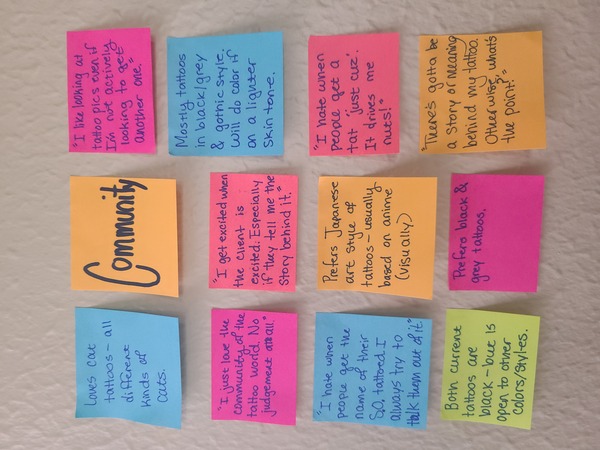 Loves cat
tattoos - all
different
kinds of
cats.
Community
"I like looking at
tattoo pics even if
I'm not actively
looking to get
another one."
"I just love the
community of the
tattoo world. No
judgement at all."
"I get excited when
the client is
excited. Especially
if they tell me the
story behind it."
Mostly tattoos
in black/grey
& gothic style.
Will do color if
on a lighter
skin tone.
"I hate when
people get the
name of their
S.O. tattooed. I
always try to
talk them out of it."
Prefers Japanese
art style of
tattoos - usually
based on anime
(visually)
"I hate when
people get a
tat 'just cuz'.
It drives me
nuts!"
Both current
tattoos are
black - but is
open to other
colors/styles.
Prefers black &
grey tattoos.
"There's gotta be
a story or meaning
behind my tattoo.
Otherwise, what's
the point?"